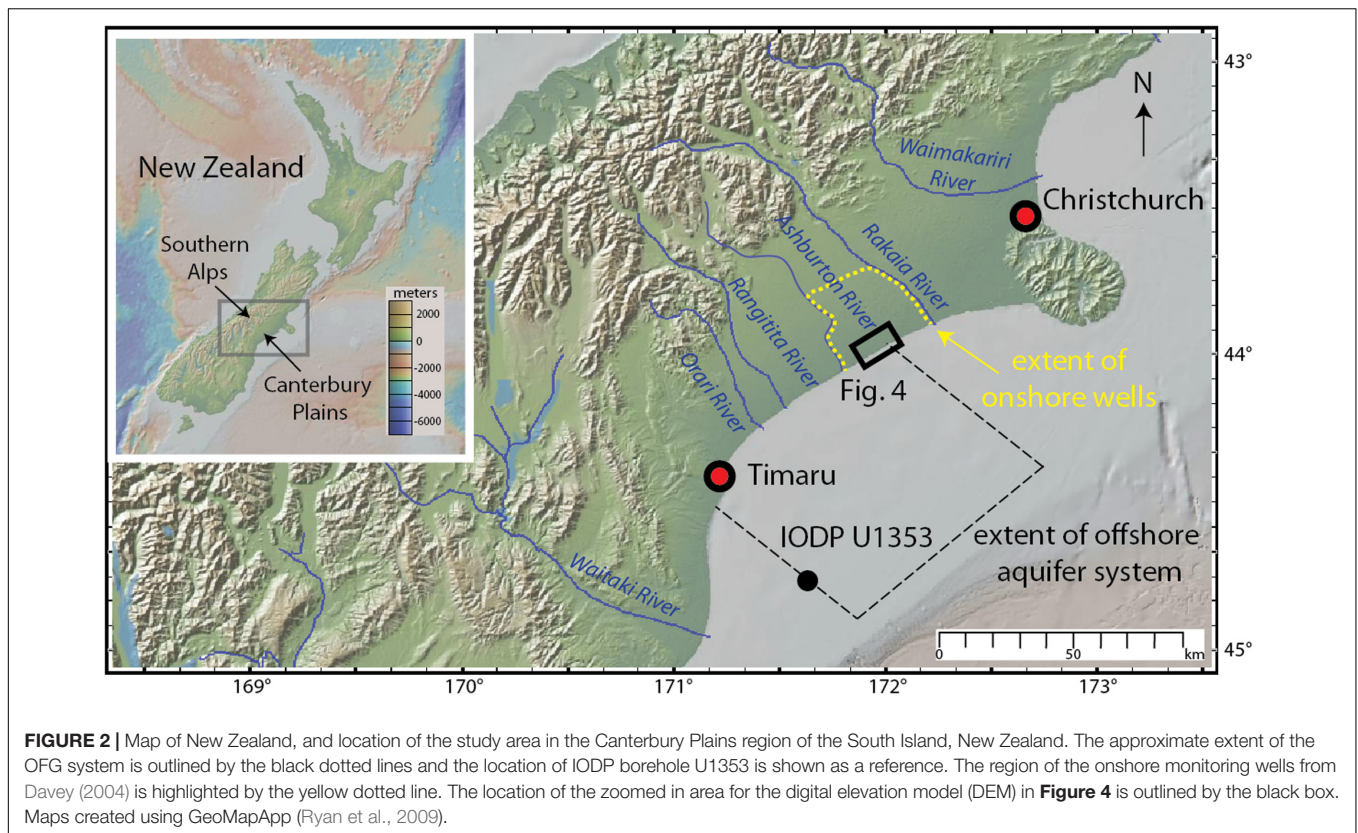 New Zealand
Southern
Alps
Canterbury
Plains
meters
2000
0
-2000
-4000
-6000
N
Waimakariri
River
Christchurch
Rakaia River
Ashburton River
Rangitita River
Orari River
extent of
onshore wells
Fig. 4
Timaru
IODP U1353
extent of offshore
aquifer system
Waitaki River
0
50
km
43°
44°
45°
169°
170°
171°
172°
173°
FIGURE 2 | Map of New Zealand, and location of the study area in the Canterbury Plains region of the South Island, New Zealand. The approximate extent of the
OFG system is outlined by the black dotted lines and the location of IODP borehole U1353 is shown as a reference. The region of the onshore monitoring wells from
Davey (2004) is highlighted by the yellow dotted line. The location of the zoomed in area for the digital elevation model (DEM) in Figure 4 is outlined by the black box.
Maps created using GeoMapApp (Ryan et al., 2009).